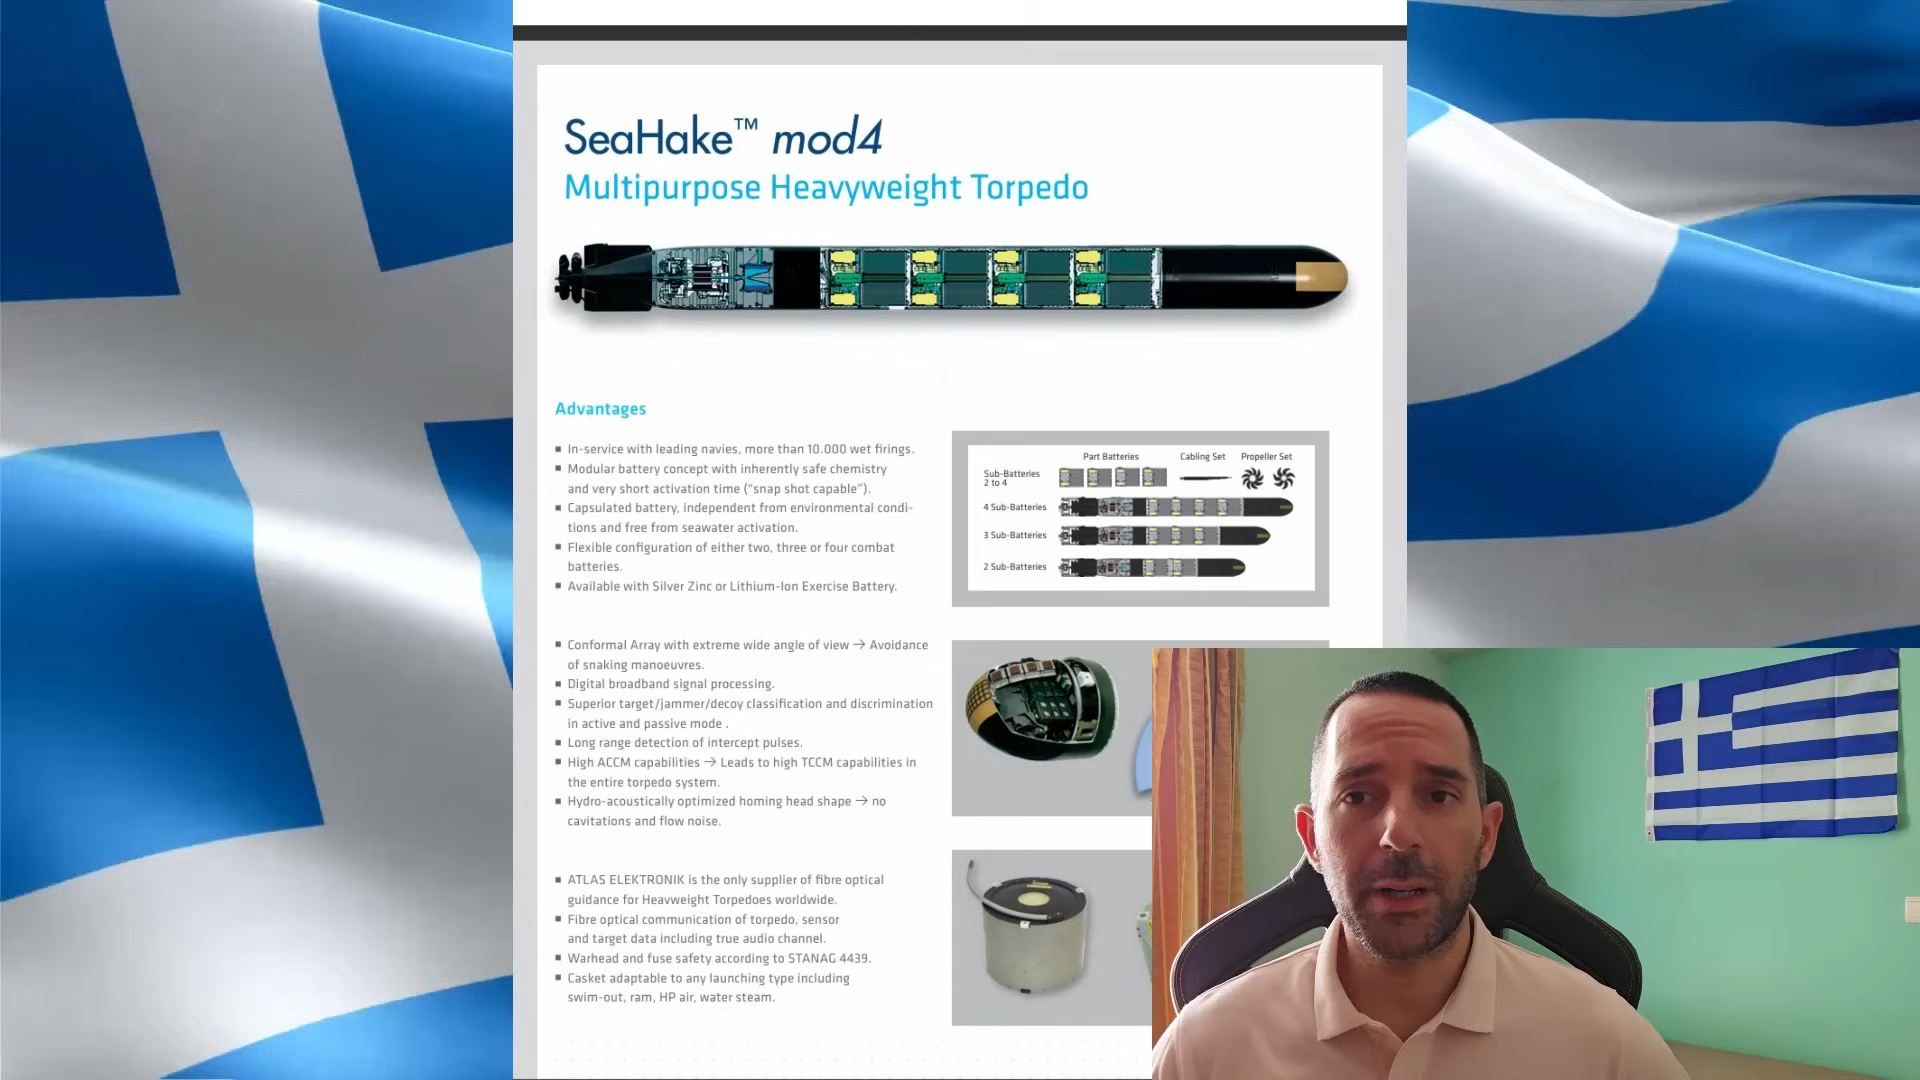 SeaHake™ mod4
Multipurpose Heavyweight Torpedo
Advantages
▪ In-service with leading navies, more than 10.000 wet firings.
▪ Modular battery concept with inherently safe chemistry
and very short activation time (“snap shot capable”).
▪ Capsulated battery, independent from environmental condi-
tions and free from seawater activation.
▪ Flexible configuration of either two, three or four combat
batteries.
▪ Available with Silver Zinc or Lithium-Ion Exercise Battery.
Part Batteries Cabling Set Propeller Set
Sub-Batteries
2 to 4
4 Sub-Batteries
3 Sub-Batteries
2 Sub-Batteries
▪ Conformal Array with extreme wide angle of view → Avoidance
of snaking manoeuvres.
▪ Digital broadband signal processing.
▪ Superior target/jammer/decoy classification and discrimination
in active and passive mode .
▪ Long range detection of intercept pulses.
▪ High ACCM capabilities → Leads to high TCCM capabilities in
the entire torpedo system.
▪ Hydro-acoustically optimized homing head shape → no
cavitations and flow noise.
▪ ATLAS ELEKTRONIK is the only supplier of fibre optical
guidance for Heavweight Torpedoes worldwide.
▪ Fibre optical communication of torpedo, sensor
and target data including true audio channel.
▪ Warhead and fuse safety according to STANAG 4439.
▪ Casket adaptable to any launching type including
swim-out, ram, HP air, water steam.